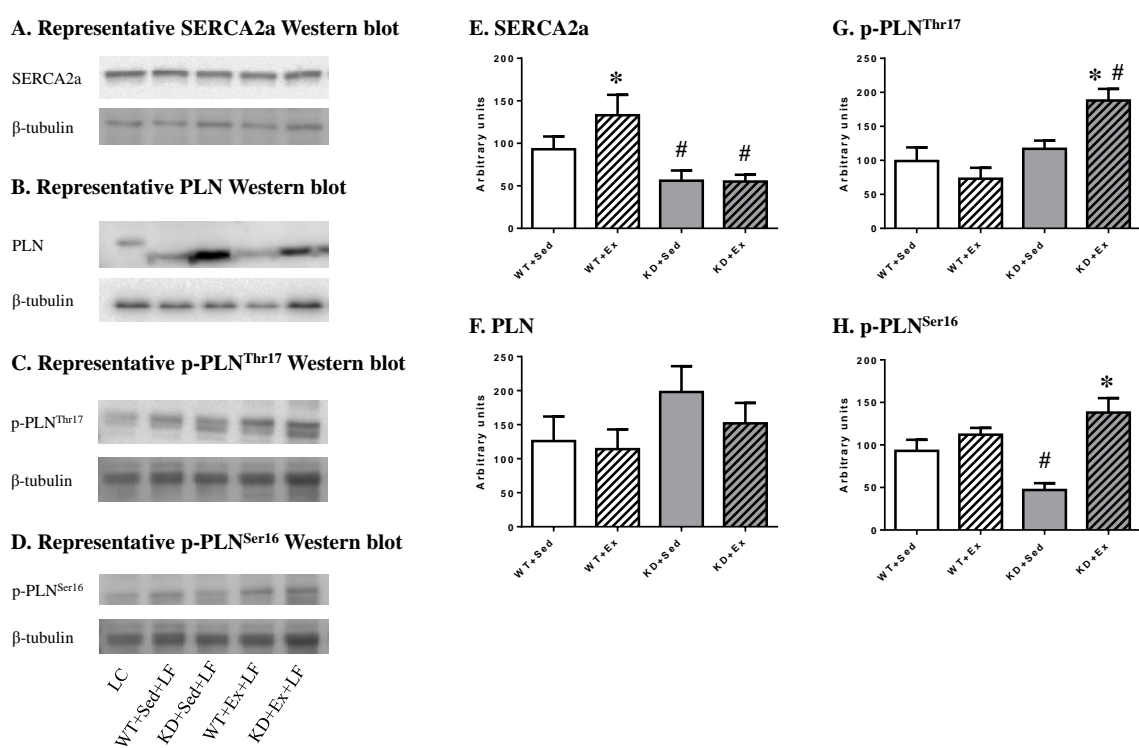 A. Representative SERCA2a Western blot
SERCA2a
β-tubulin
B. Representative PLN Western blot
PLN
β-tubulin
C. Representative p-PLNThr17 Western blot
p-PLNThr17
β-tubulin
D. Representative p-PLNSer16 Western blot
p-PLNSer16
β-tubulin
LC
WT+Sed+LF
KD+Sed+LF
WT+Ex+LF
KD+Ex+LF
E. SERCA2a
Arbitrary units
200
150
100
50
0
*
#
#
WT+Sed
WT+Ex
KD+Sed
KD+Ex
F. PLN
Arbitrary units
250
200
150
100
50
0
WT+Sed
WT+Ex
KD+Sed
KD+Ex
G. p-PLNThr17
Arbitrary units
250
200
150
100
50
0
* #
WT+Sed
WT+Ex
KD+Sed
KD+Ex
H. p-PLNSer16
Arbitrary units
200
150
100
50
0
#
*
WT+Sed
WT+Ex
KD+Sed
KD+Ex